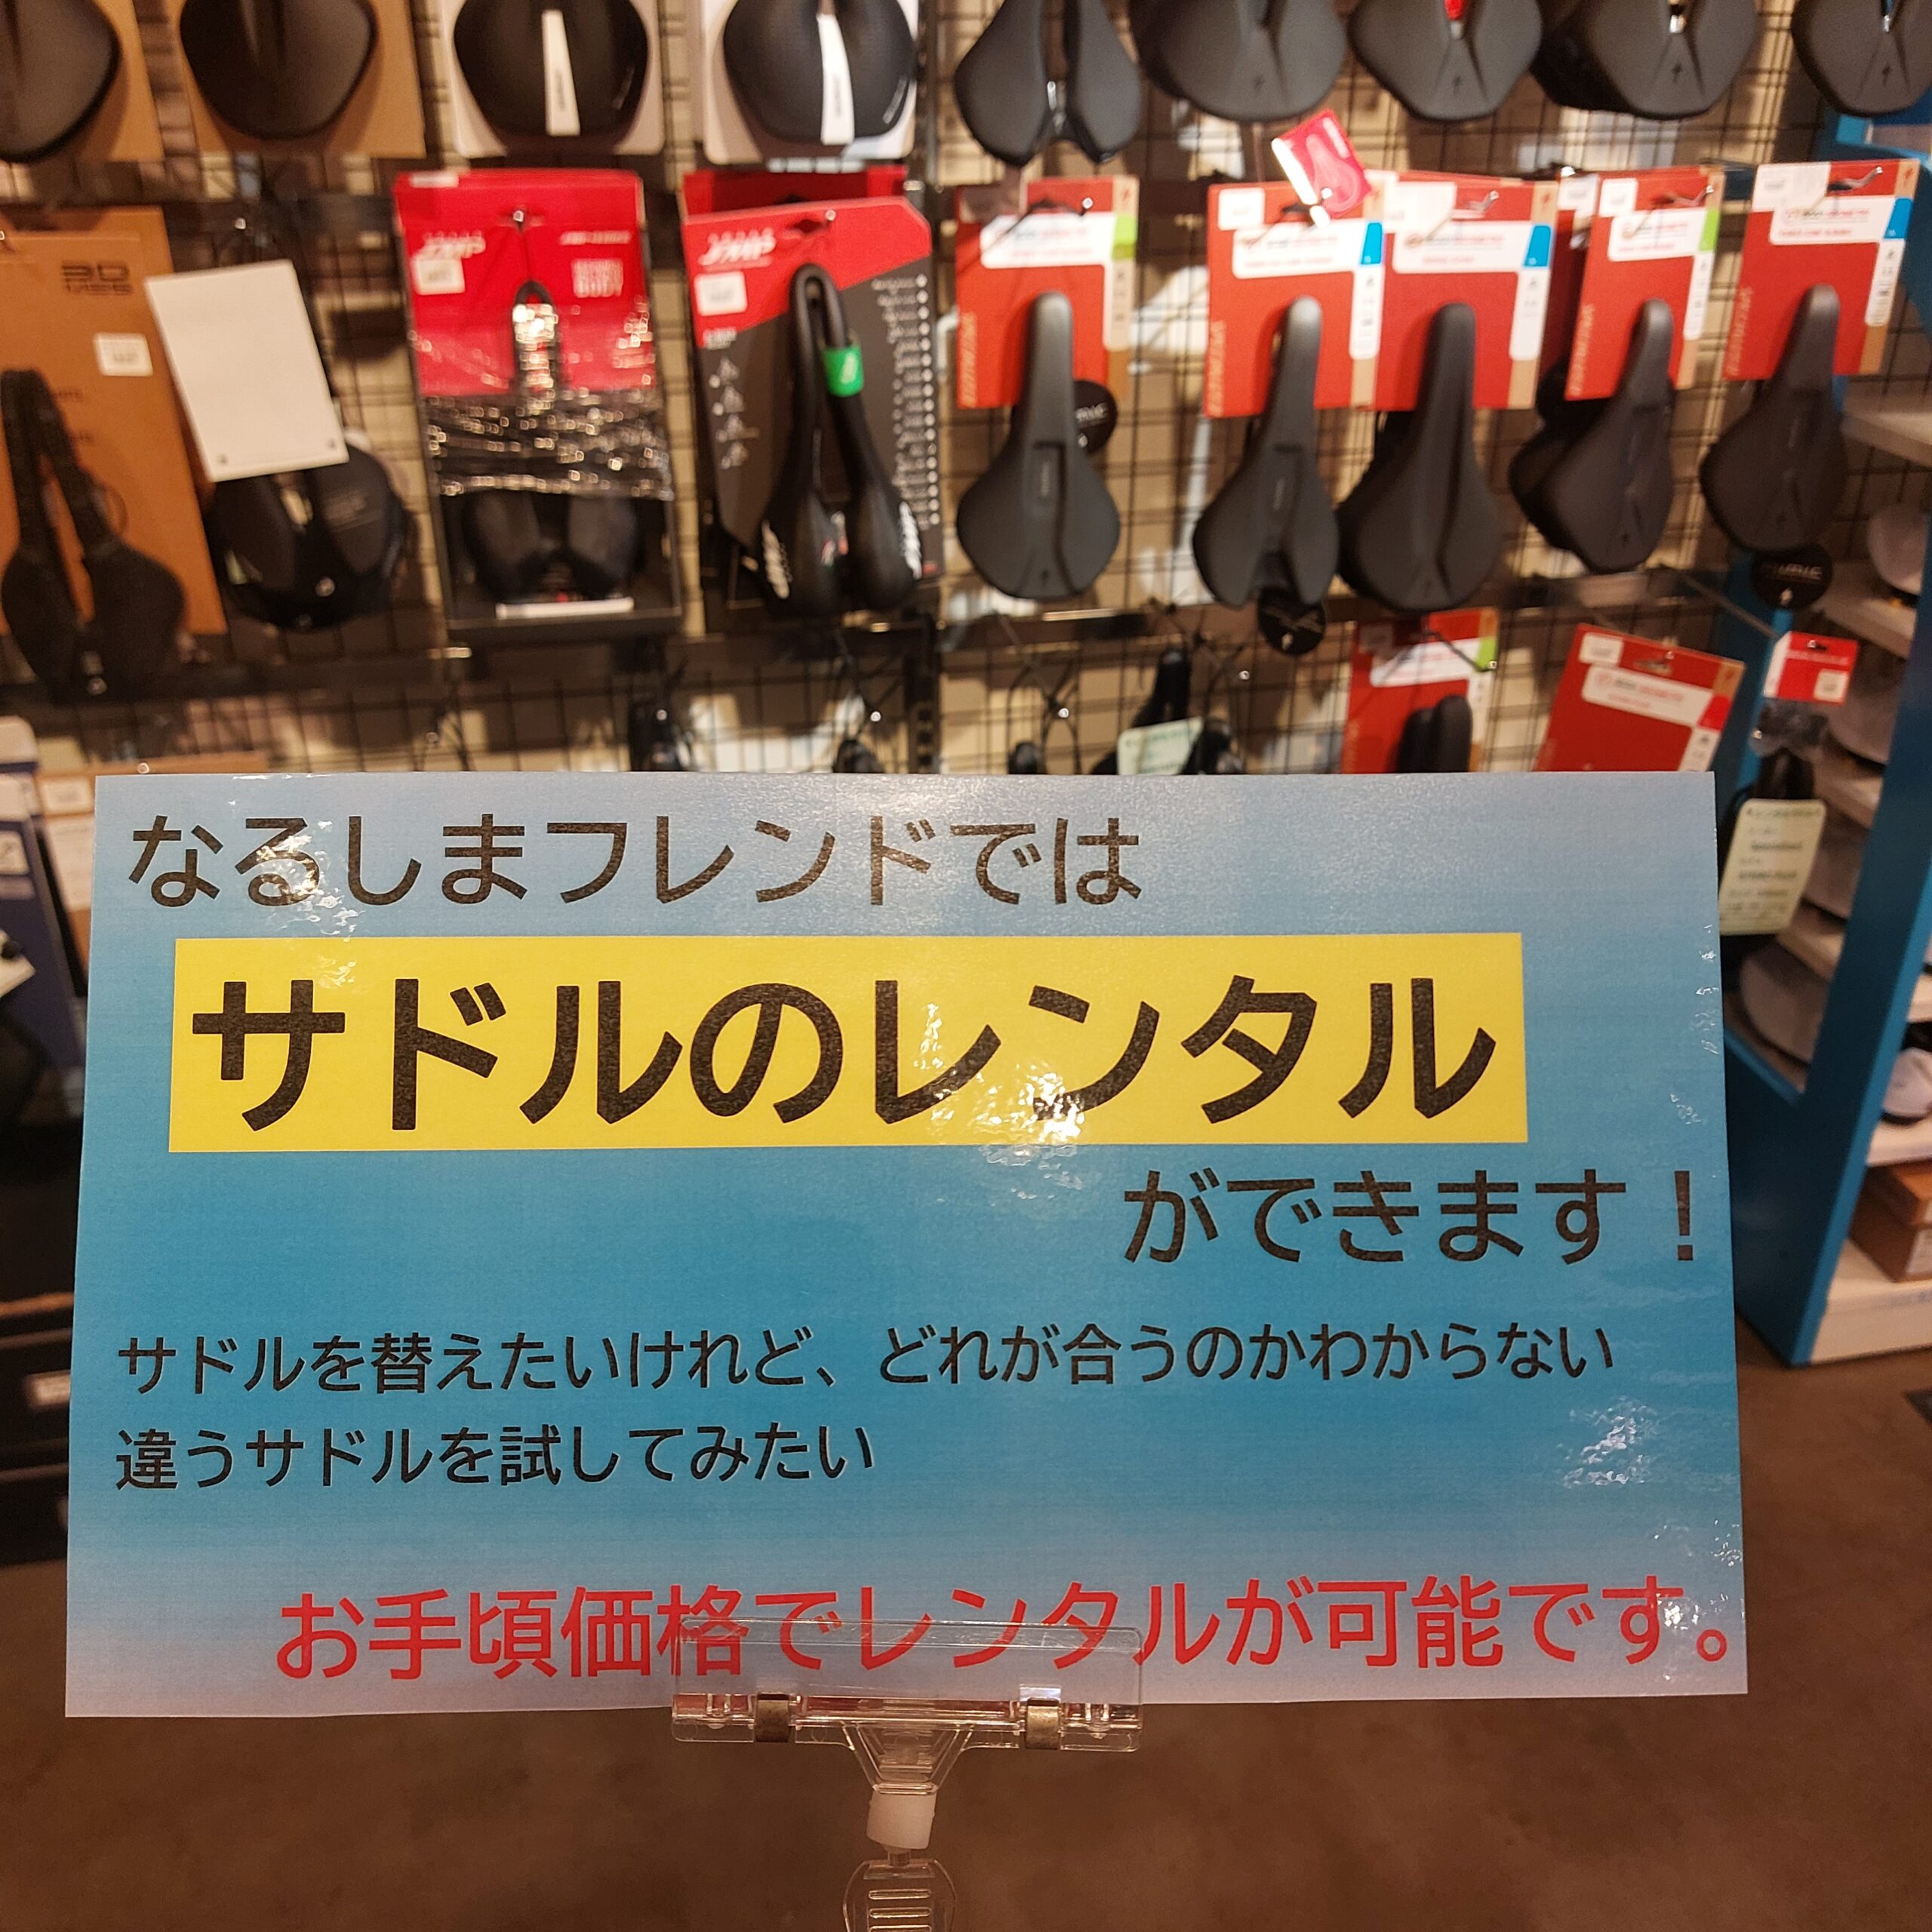 なるしまフレンドでは
サドルのレンタル
ができます！
サドルを替えたいけれど、どれが合うのかわからない
違うサドルを試してみたい
お手頃価格でレンタルが可能です。